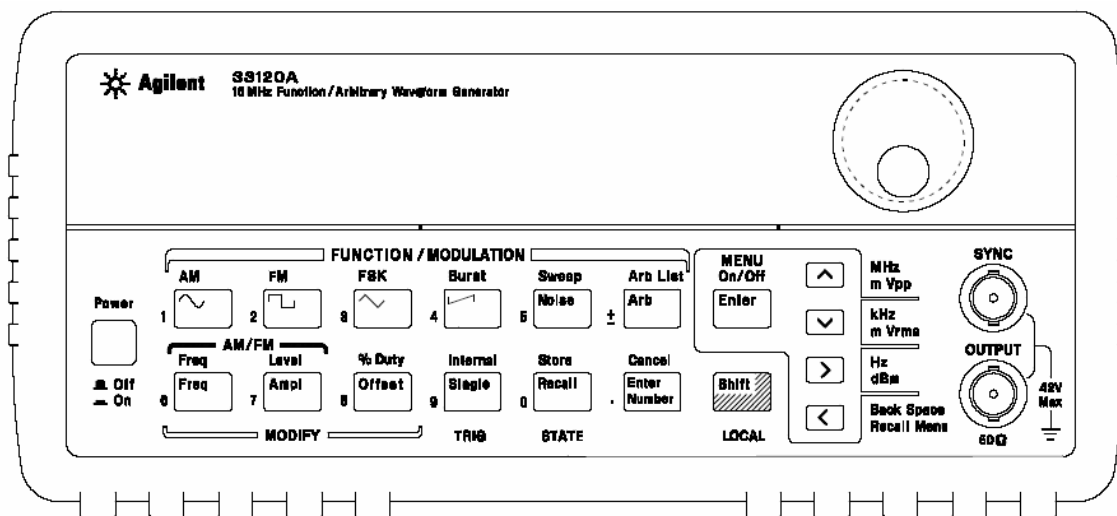 Agilent 33120A
15 MHz Function / Arbitrary Waveform Generator
FUNCTION / MODULATION
MENU
On/Off
SYNC
AM FM FSK Burst Sweep Arb List
Power
1 2 3 4 5 Noise ± Arb
Enter
MHz
m Vpp
kHz
m Vrms
AM/FM
Freq Level % Duty Internal Store Cancel
OUTPUT
Hz
dBm
Off
On
6 Freq 7 Ampl 8 Offset 9 Single 0 Recall . Enter Number
Shift
42V
Max
Back Space
Recall Menu
MODIFY TRIG STATE LOCAL
50Ω